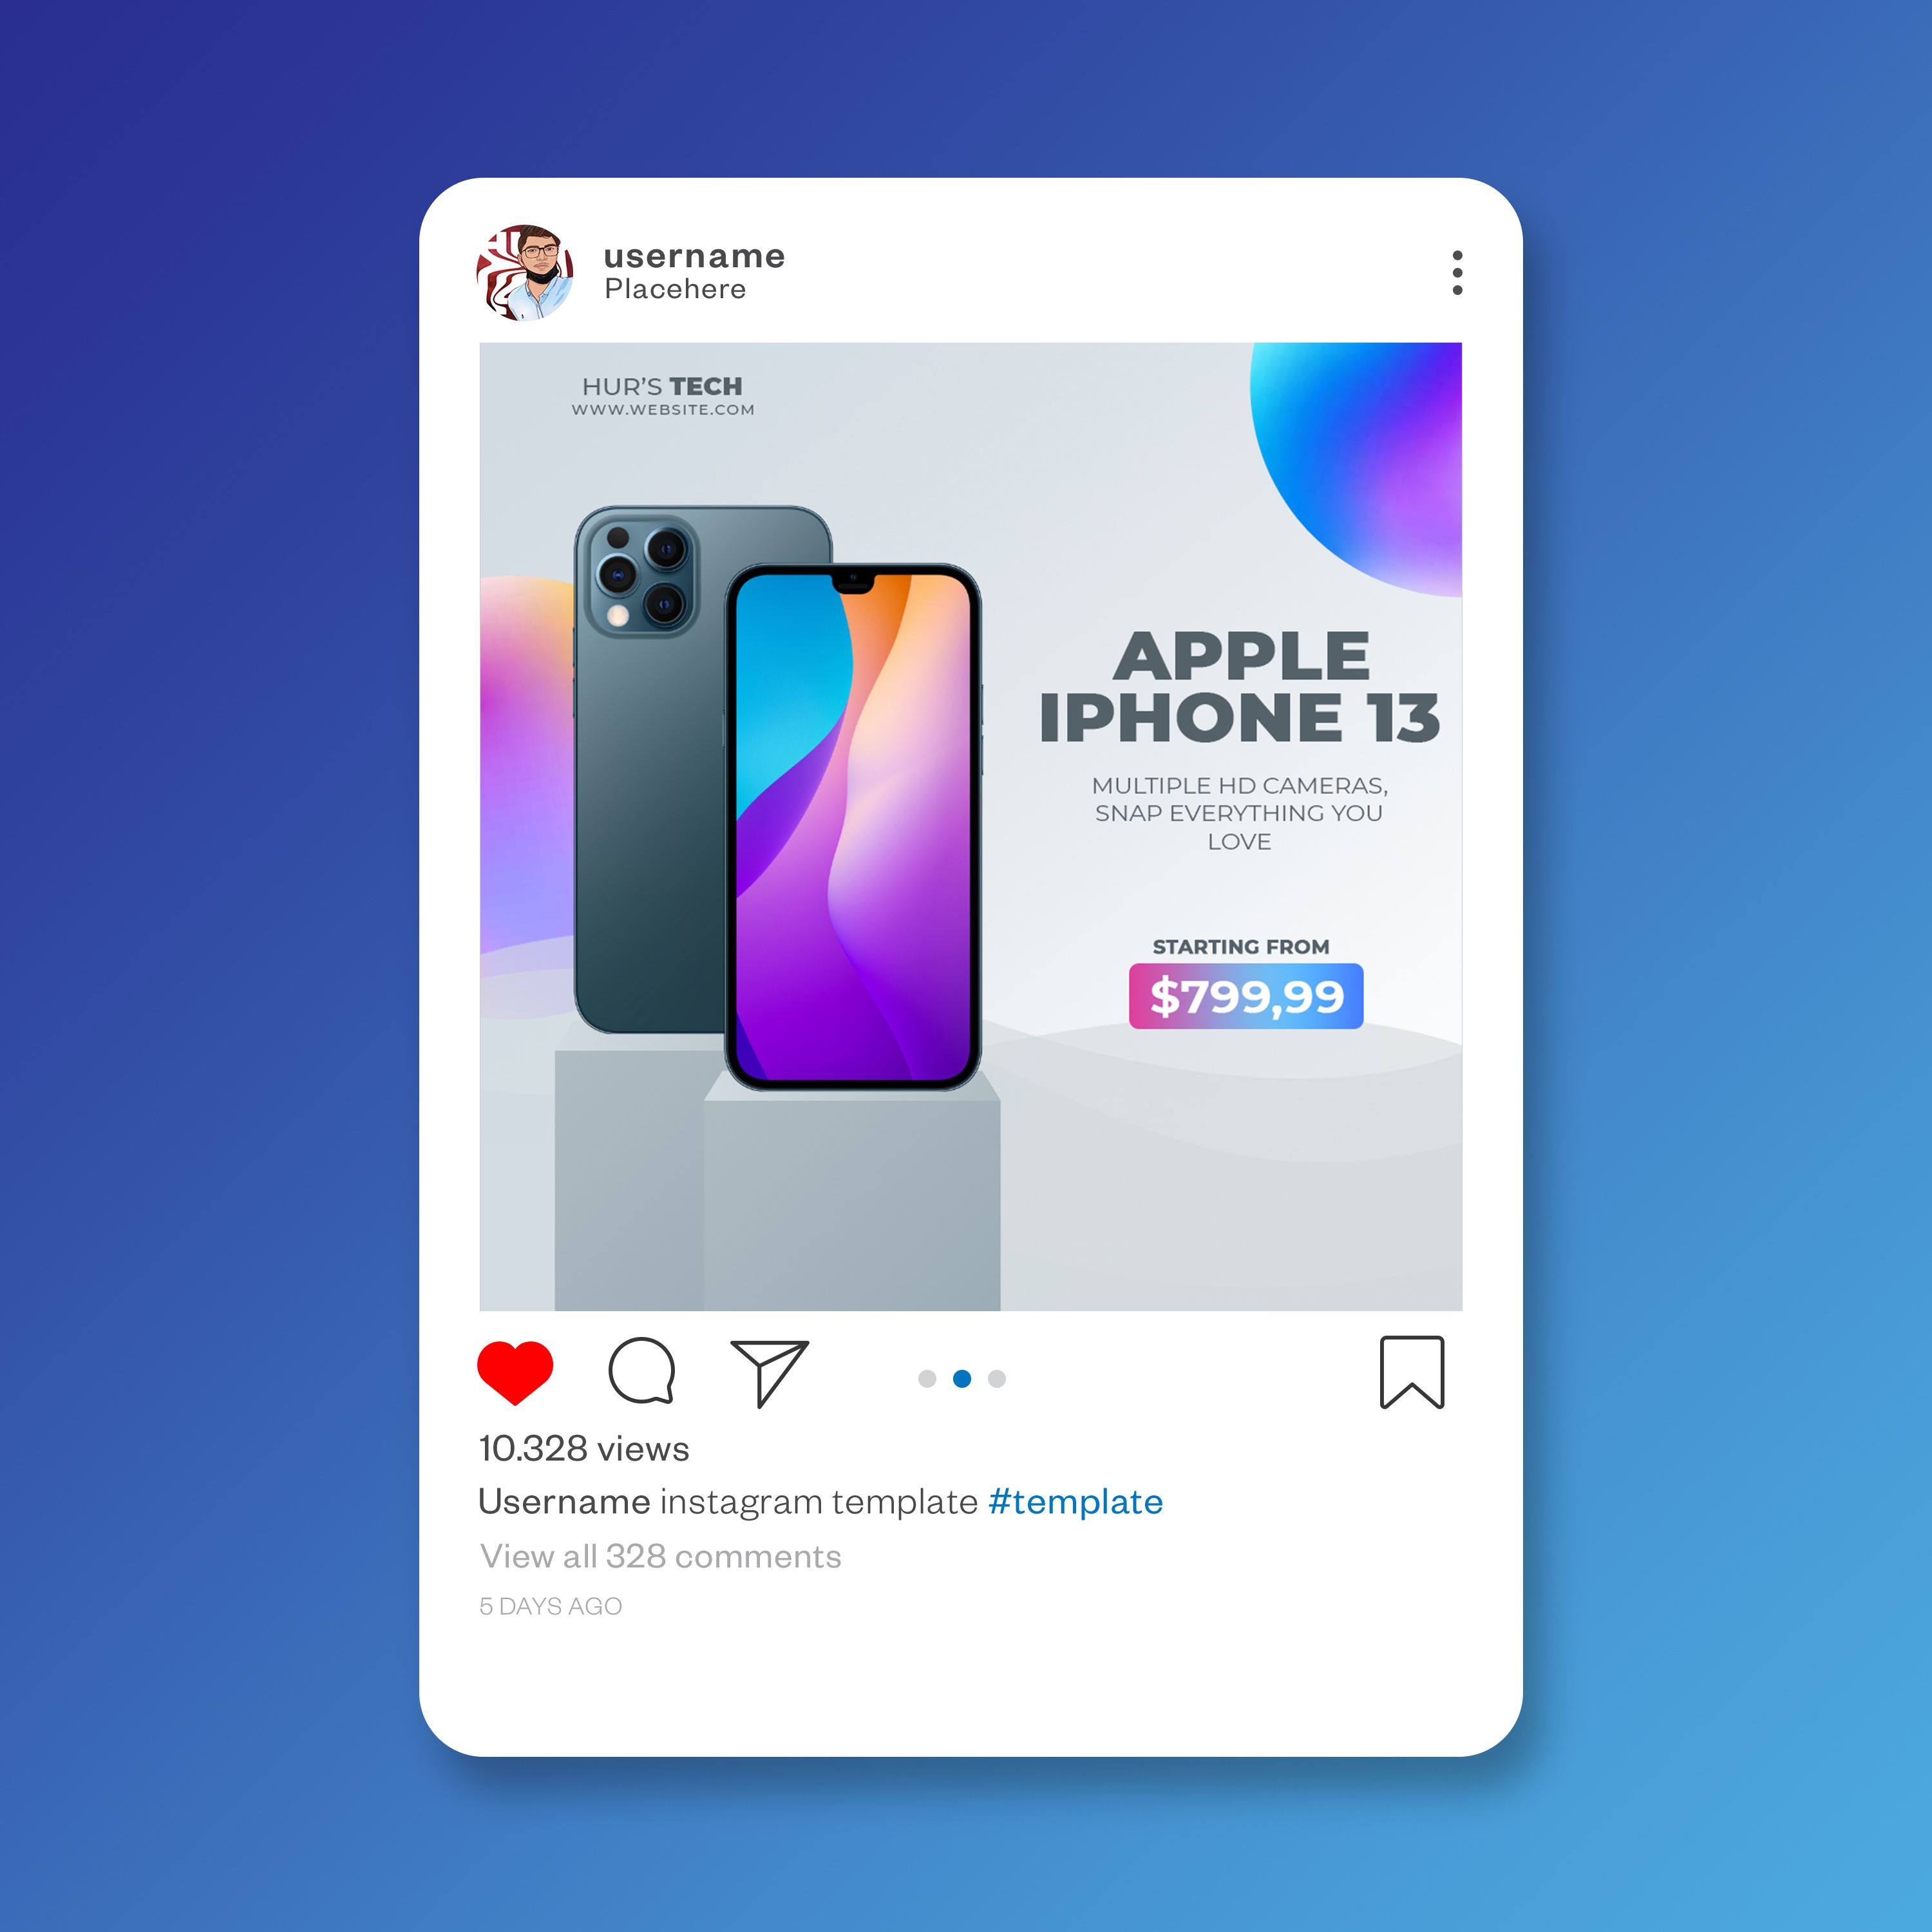 username
Placehere
HUR'S TECH
WWW.WEBSITE.COM
APPLE
IPHONE 13
MULTIPLE HD CAMERAS,
SNAP EVERYTHING YOU
LOVE
STARTING FROM
$799,99
10.328 views
Username instagram template #template
View all 328 comments
5 DAYS AGO